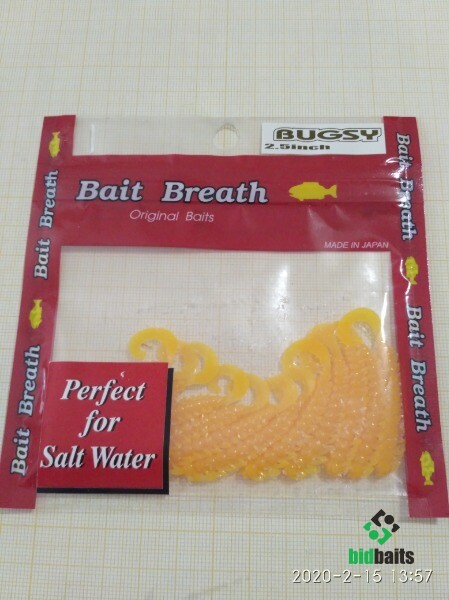 BUGSY
2.5inch
Bait Breath
Original Baits
MADE IN JAPAN
Bait Breath
Bait Breath
Bait Breath
Bait Breath
Perfect
for
Salt Water
bidbaits
2020-2-15 13:57